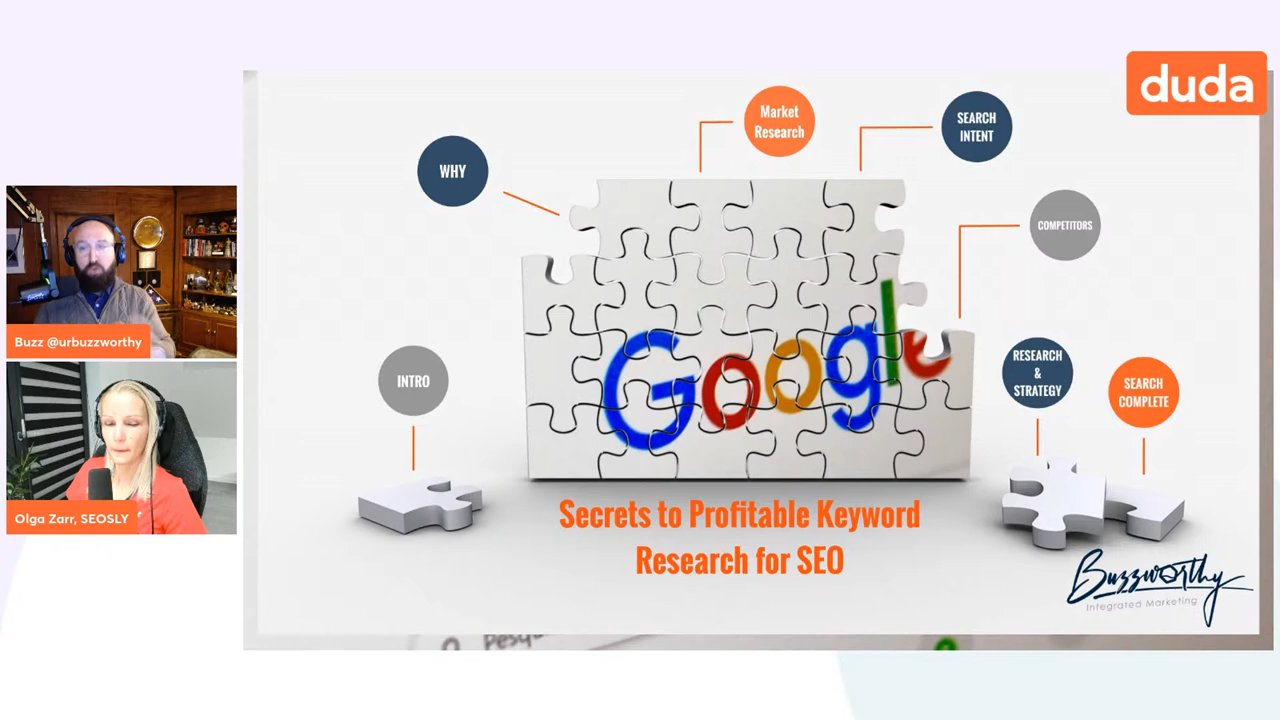 duda
Market
Research
SEARCH
INTENT
WHY
COMPETITORS
INTRO
Google
RESEARCH
&
STRATEGY
SEARCH
COMPLETE
Secrets to Profitable Keyword
Research for SEO
Buzzworthy
Integrated Marketing
Buzz @urbuzzworthy
Olga Zarr, SEOSLY